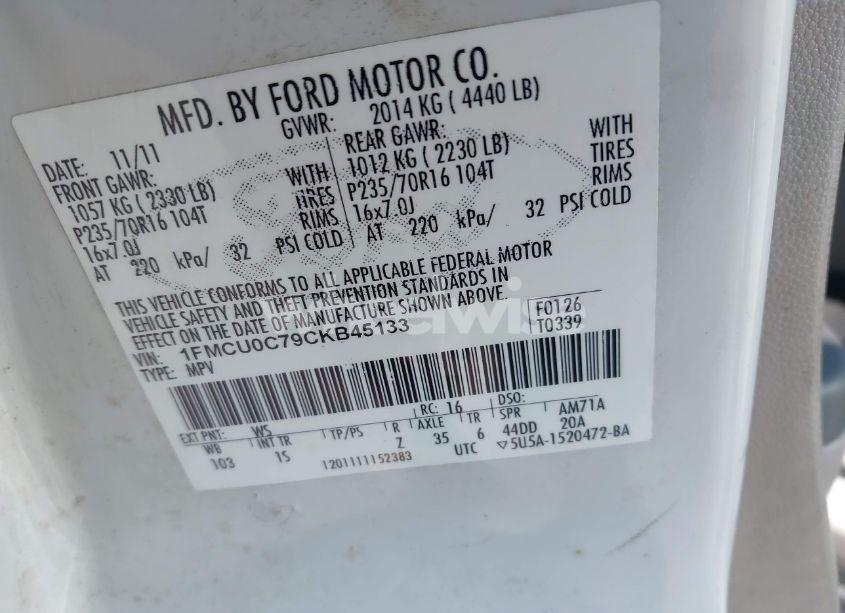 MFD. BY FORD MOTOR CO.
DATE: 11/11 GVWR: 2014 KG ( 4440 LB)
FRONT GAWR: REAR GAWR:
1057 KG ( 2330 LB) WITH 1012 KG ( 2230 LB) WITH
P235/70R16 104T TIRES P235/70R16 104T TIRES
16x7.0J RIMS 16x7.0J RIMS
AT 220 kPa/ 32 PSI COLD AT 220 kPa/ 32 PSI COLD
THIS VEHICLE CONFORMS TO ALL APPLICABLE FEDERAL MOTOR
VEHICLE SAFETY AND THEFT PREVENTION STANDARDS IN
EFFECT ON THE DATE OF MANUFACTURE SHOWN ABOVE.
VIN: 1FMCU0C79CKB45133 F0126
TYPE: MPV T0339
EXT PNT: WS RC: 16 DSO:
WB INT TR TP/PS R AXLE TR SPR AM71A
103 1S Z 35 6 44DD 20A
1201111152383 UTC ▽5U5A-1520472-BA